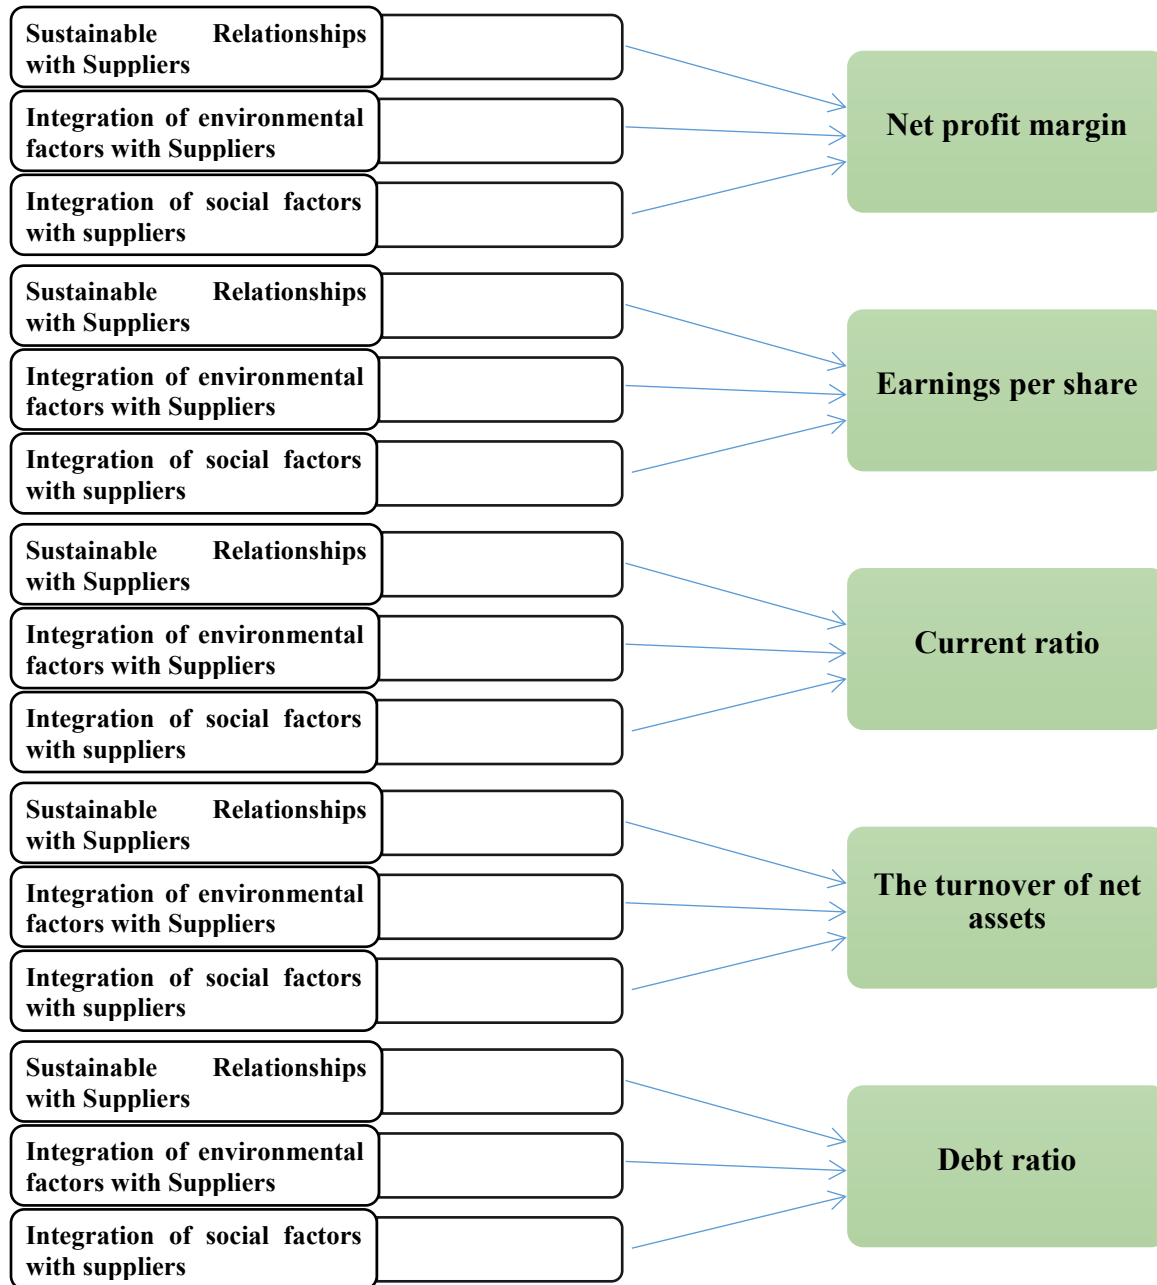 Sustainable Relationships
with Suppliers
Integration of environmental
factors with Suppliers
Integration of social factors
with suppliers
Net profit margin
Sustainable Relationships
with Suppliers
Integration of environmental
factors with Suppliers
Integration of social factors
with suppliers
Earnings per share
Sustainable Relationships
with Suppliers
Integration of environmental
factors with Suppliers
Integration of social factors
with suppliers
Current ratio
Sustainable Relationships
with Suppliers
Integration of environmental
factors with Suppliers
Integration of social factors
with suppliers
The turnover of net
assets
Sustainable Relationships
with Suppliers
Integration of environmental
factors with Suppliers
Integration of social factors
with suppliers
Debt ratio